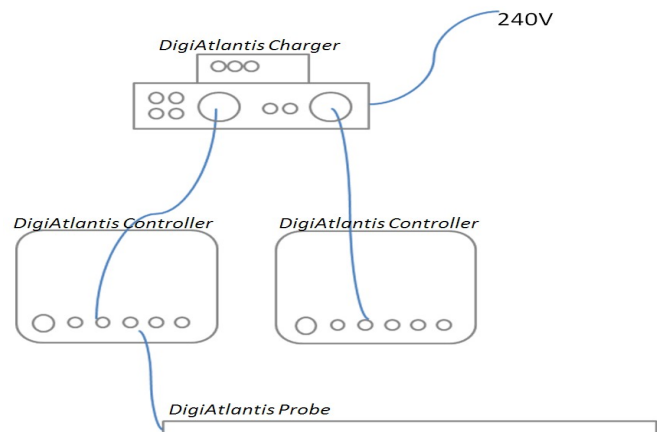 240V
DigiAtlantis Charger
DigiAtlantis Controller
DigiAtlantis Controller
DigiAtlantis Probe